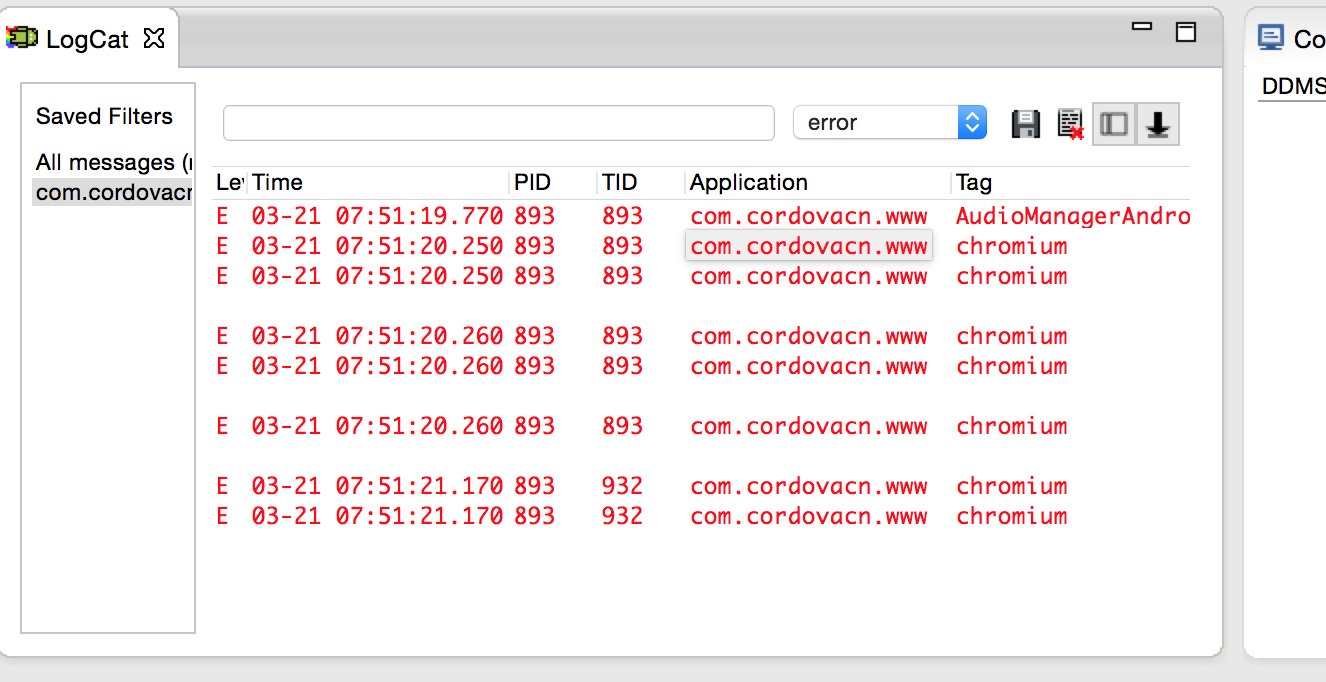 LogCat
Co
DDMS
Saved Filters
All messages (
com.cordovacn
error
Lev Time PID TID Application Tag
E 03-21 07:51:19.770 893 893 com.cordovacn.www AudioManagerAndro
E 03-21 07:51:20.250 893 893 com.cordovacn.www chromium
E 03-21 07:51:20.250 893 893 com.cordovacn.www chromium
E 03-21 07:51:20.260 893 893 com.cordovacn.www chromium
E 03-21 07:51:20.260 893 893 com.cordovacn.www chromium
E 03-21 07:51:20.260 893 893 com.cordovacn.www chromium
E 03-21 07:51:21.170 893 932 com.cordovacn.www chromium
E 03-21 07:51:21.170 893 932 com.cordovacn.www chromium